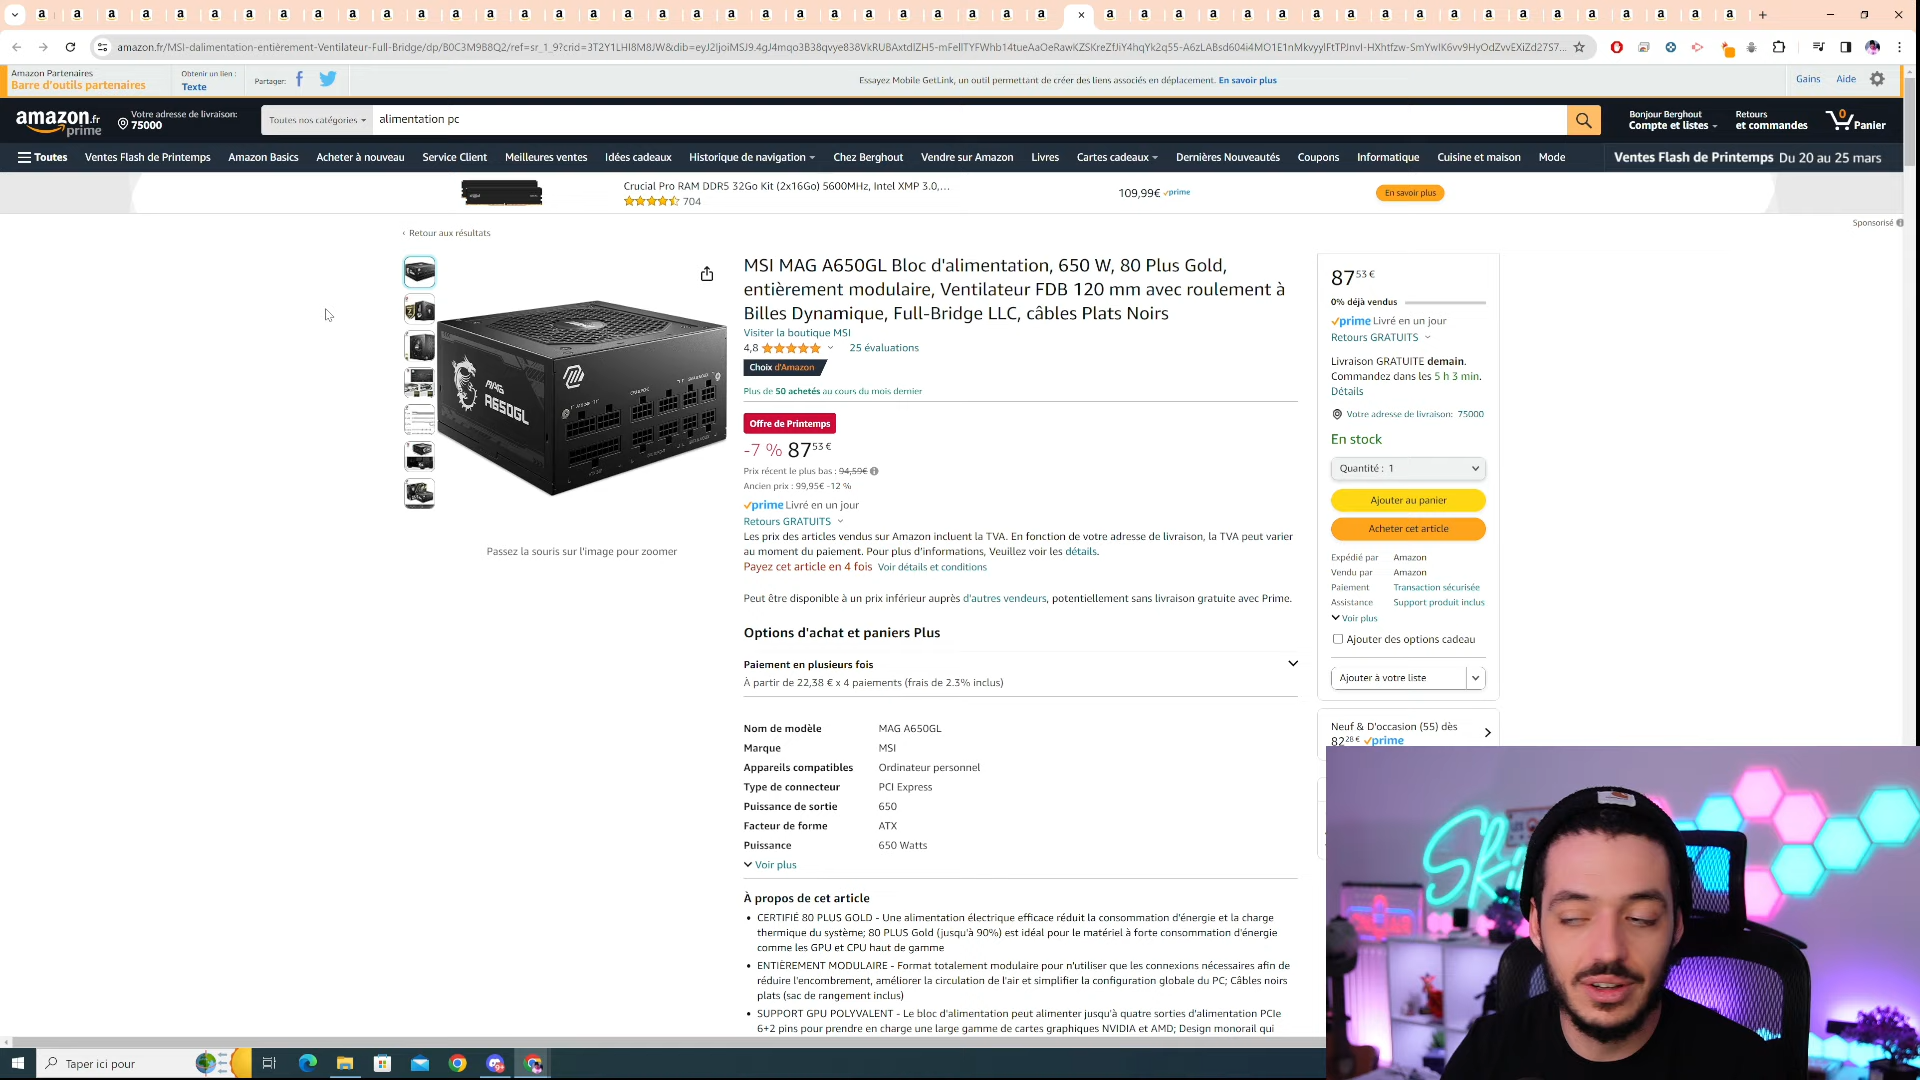 amazon.fr/MSI-dalimentation-entièrement-Ventilateur-Full-Bridge/dp/B0C3M9B8Q2/ref=sr_1_9?crid=
Amazon Partenaires
Barre d'outils partenaires
Obtenir un lien :
Texte
Partager:
Essayez Mobile GetLink, un outil permettant de créer des liens associés en déplacement. En savoir plus
Gains
Aide
amazon.fr
prime
Votre adresse de livraison:
75000
Toutes nos catégories
alimentation pc
Bonjour Berghout
Compte et listes
Retours
et commandes
0
Panier
Toutes
Ventes Flash de Printemps
Amazon Basics
Acheter à nouveau
Service Client
Meilleures ventes
Idées cadeaux
Historique de navigation
Chez Berghout
Vendre sur Amazon
Livres
Cartes cadeaux
Dernières Nouveautés
Coupons
Informatique
Cuisine et maison
Mode
Ventes Flash de Printemps Du 20 au 25 mars
Crucial Pro RAM DDR5 32Go Kit (2x16Go) 5600MHz, Intel XMP 3.0,...
704
109,99€ prime
En savoir plus
Sponsorisé
‹ Retour aux résultats
MAG
A650GL
Passez la souris sur l'image pour zoomer
MSI MAG A650GL Bloc d'alimentation, 650 W, 80 Plus Gold,
entièrement modulaire, Ventilateur FDB 120 mm avec roulement à
Billes Dynamique, Full-Bridge LLC, câbles Plats Noirs
Visiter la boutique MSI
4,8
25 évaluations
Choix d'Amazon
Plus de 50 achetés au cours du mois dernier
Offre de Printemps
-7 % 87 53 €
Prix récent le plus bas : 94,59€
Ancien prix : 99,95€ -12 %
prime Livré en un jour
Retours GRATUITS
Les prix des articles vendus sur Amazon incluent la TVA. En fonction de votre adresse de livraison, la TVA peut varier
au moment du paiement. Pour plus d'informations, Veuillez voir les détails.
Payez cet article en 4 fois Voir détails et conditions
Peut être disponible à un prix inférieur auprès d'autres vendeurs, potentiellement sans livraison gratuite avec Prime.
Options d'achat et paniers Plus
Paiement en plusieurs fois
À partir de 22,38 € x 4 paiements (frais de 2.3% inclus)
Nom de modèle MAG A650GL
Marque MSI
Appareils compatibles Ordinateur personnel
Type de connecteur PCI Express
Puissance de sortie 650
Facteur de forme ATX
Puissance 650 Watts
Voir plus
À propos de cet article
• CERTIFIÉ 80 PLUS GOLD - Une alimentation électrique efficace réduit la consommation d'énergie et la charge
thermique du système; 80 PLUS Gold (jusqu'à 90%) est idéal pour le matériel à forte consommation d'énergie
comme les GPU et CPU haut de gamme
• ENTIÈREMENT MODULAIRE - Format totalement modulaire pour n'utiliser que les connexions nécessaires afin de
réduire l'encombrement, améliorer la circulation de l'air et simplifier la configuration globale du PC; Câbles noirs
plats (sac de rangement inclus)
• SUPPORT GPU POLYVALENT - Le bloc d'alimentation peut alimenter jusqu'à quatre sorties d'alimentation PCIe
6+2 pins pour prendre en charge une large gamme de cartes graphiques NVIDIA et AMD; Design monorail qui
87 53 €
0% déjà vendus
prime Livré en un jour
Retours GRATUITS
Livraison GRATUITE demain.
Commandez dans les 5 h 3 min.
Détails
Votre adresse de livraison: 75000
En stock
Quantité : 1
Ajouter au panier
Acheter cet article
Expédié par Amazon
Vendu par Amazon
Paiement Transaction sécurisée
Assistance Support produit inclus
Voir plus
Ajouter des options cadeau
Ajouter à votre liste
Neuf & D'occasion (55) dès
82 28 € prime
Taper ici pour